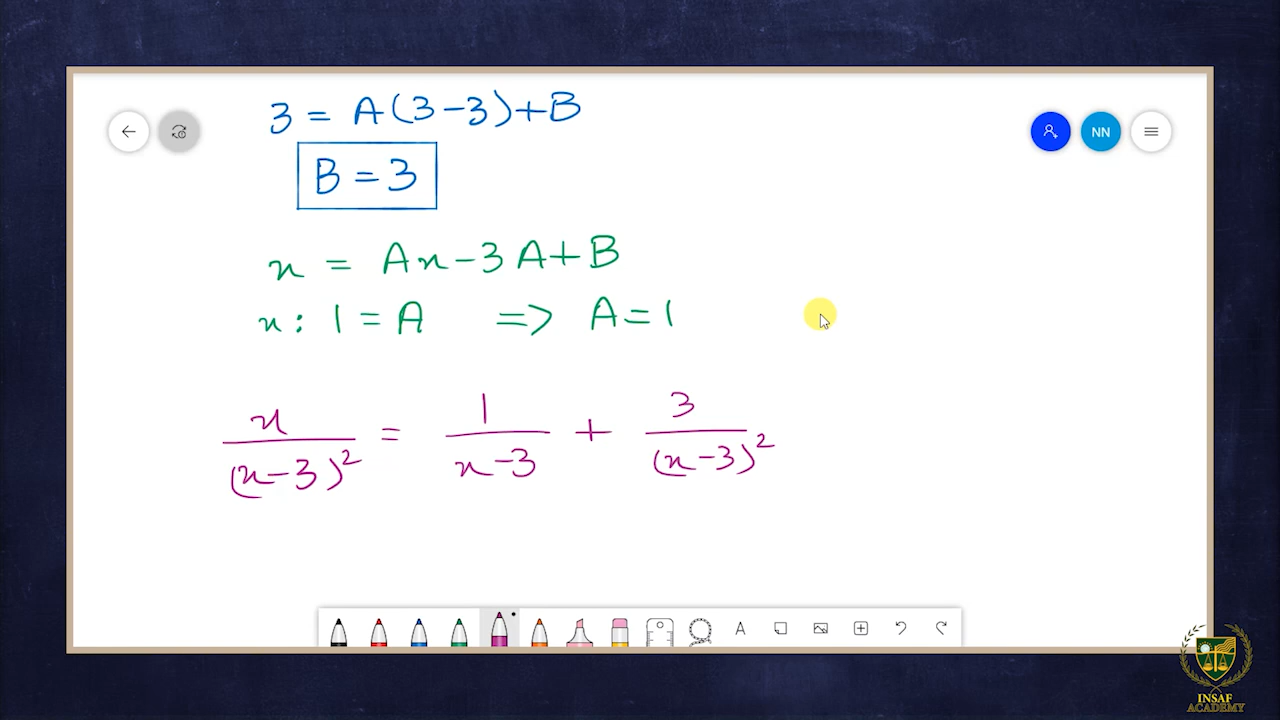 3 = A(3-3)+B
B = 3
NN
x = Ax-3A+B
x: 1 = A => A=1
x/(x-3)² = 1/(x-3) + 3/(x-3)²
A
INSAF
ACADEMY